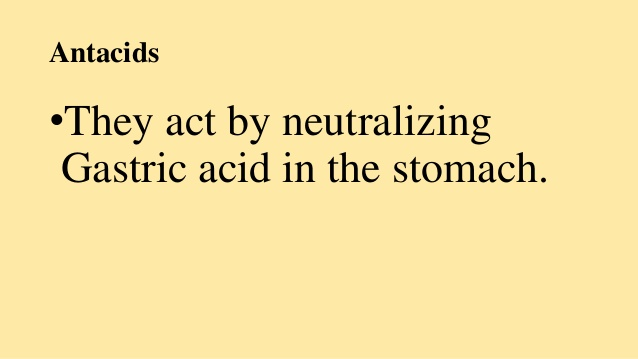 Antacids
•They act by neutralizing
Gastric acid in the stomach.